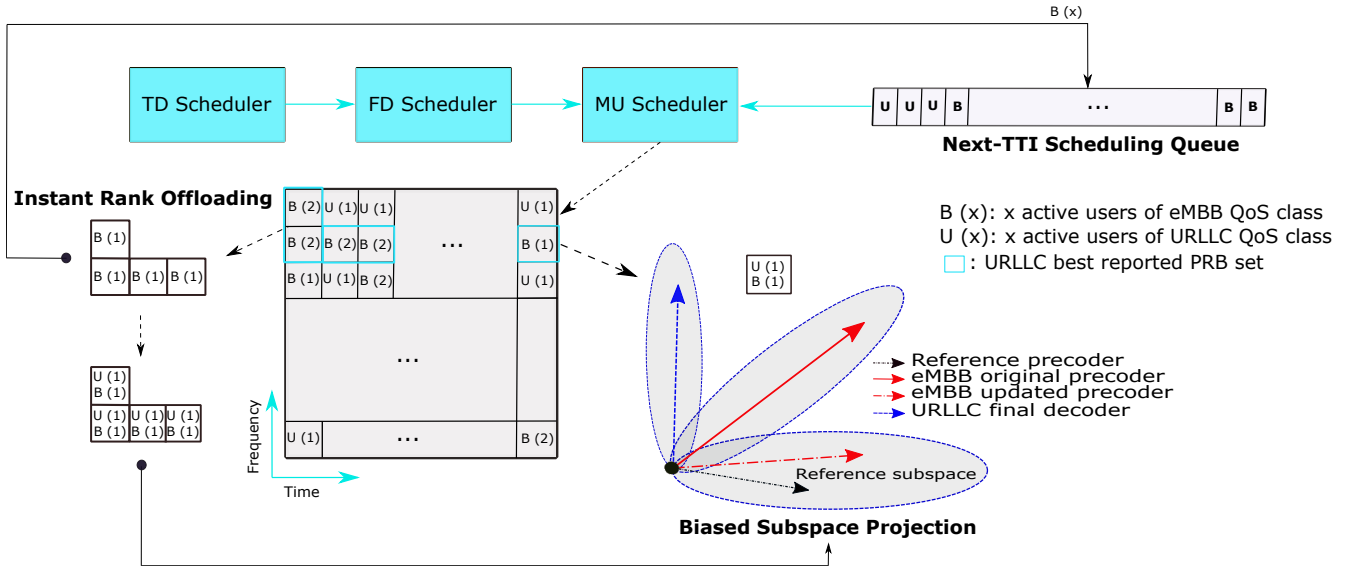 B (x)
TD Scheduler
FD Scheduler
MU Scheduler
U U U B ... B B
Next-TTI Scheduling Queue
Instant Rank Offloading
B (1)
B (1) B (1) B (1)
U (1)
B (1)
U (1) U (1) U (1)
B (1) B (1) B (1)
B (2) U (1) U (1) U (1)
B (2) B (2) B (2) ... B (1)
B (1) U (1) B (2) U (1)
...
U (1) ... B (2)
Frequency
Time
B (x): x active users of eMBB QoS class
U (x): x active users of URLLC QoS class
: URLLC best reported PRB set
U (1)
B (1)
Reference precoder
eMBB original precoder
eMBB updated precoder
URLLC final decoder
Reference subspace
Biased Subspace Projection